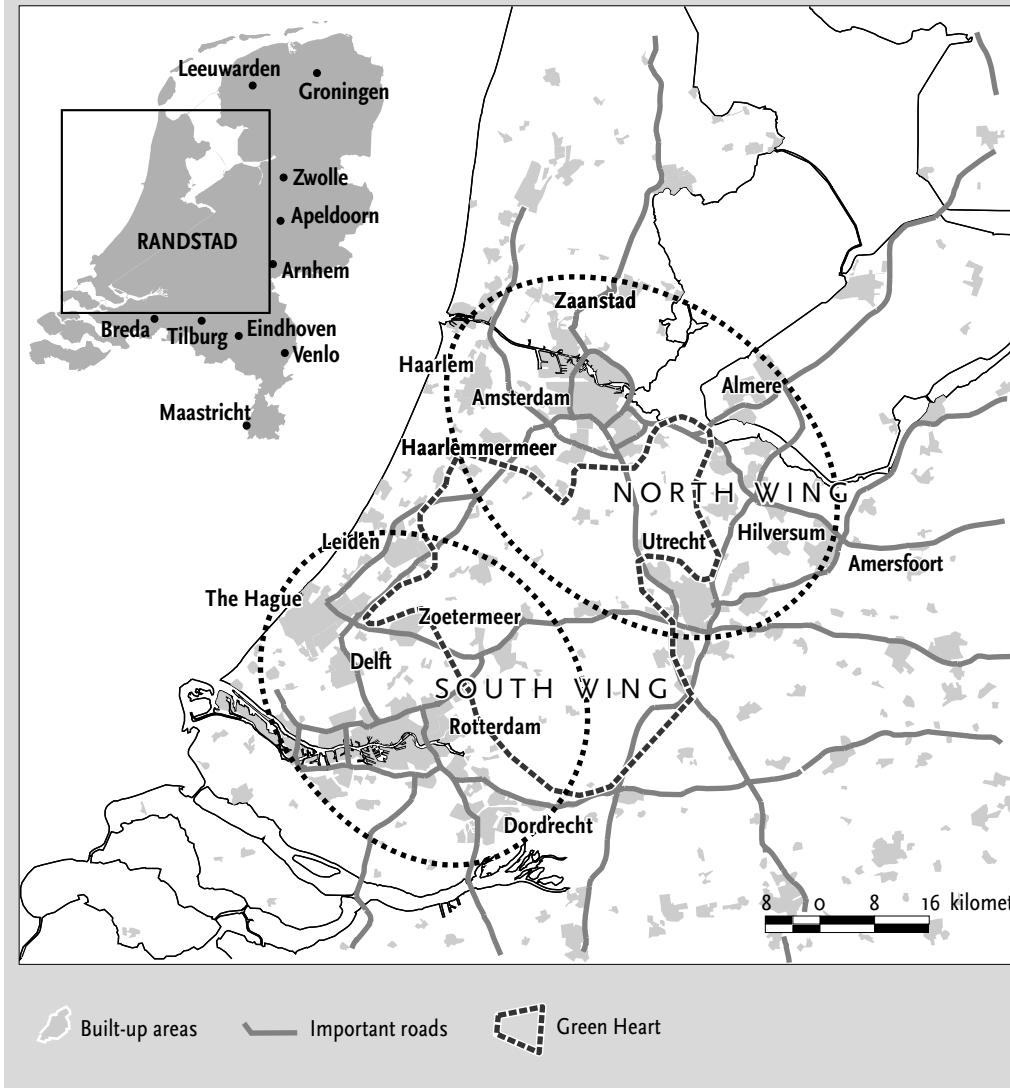 Leeuwarden
Groningen
Zwolle
Apeldoorn
RANDSTAD
Arnhem
Breda
Tilburg
Eindhoven
Venlo
Maastricht
Zaanstad
Haarlem
Almere
Amsterdam
Haarlemmermeer
NORTH WING
Leiden
Utrecht
Hilversum
Amersfoort
The Hague
Zoetermeer
Delft
SOUTH WING
Rotterdam
Dordrecht
8 0 8 16 kilomet
Built-up areas
Important roads
Green Heart